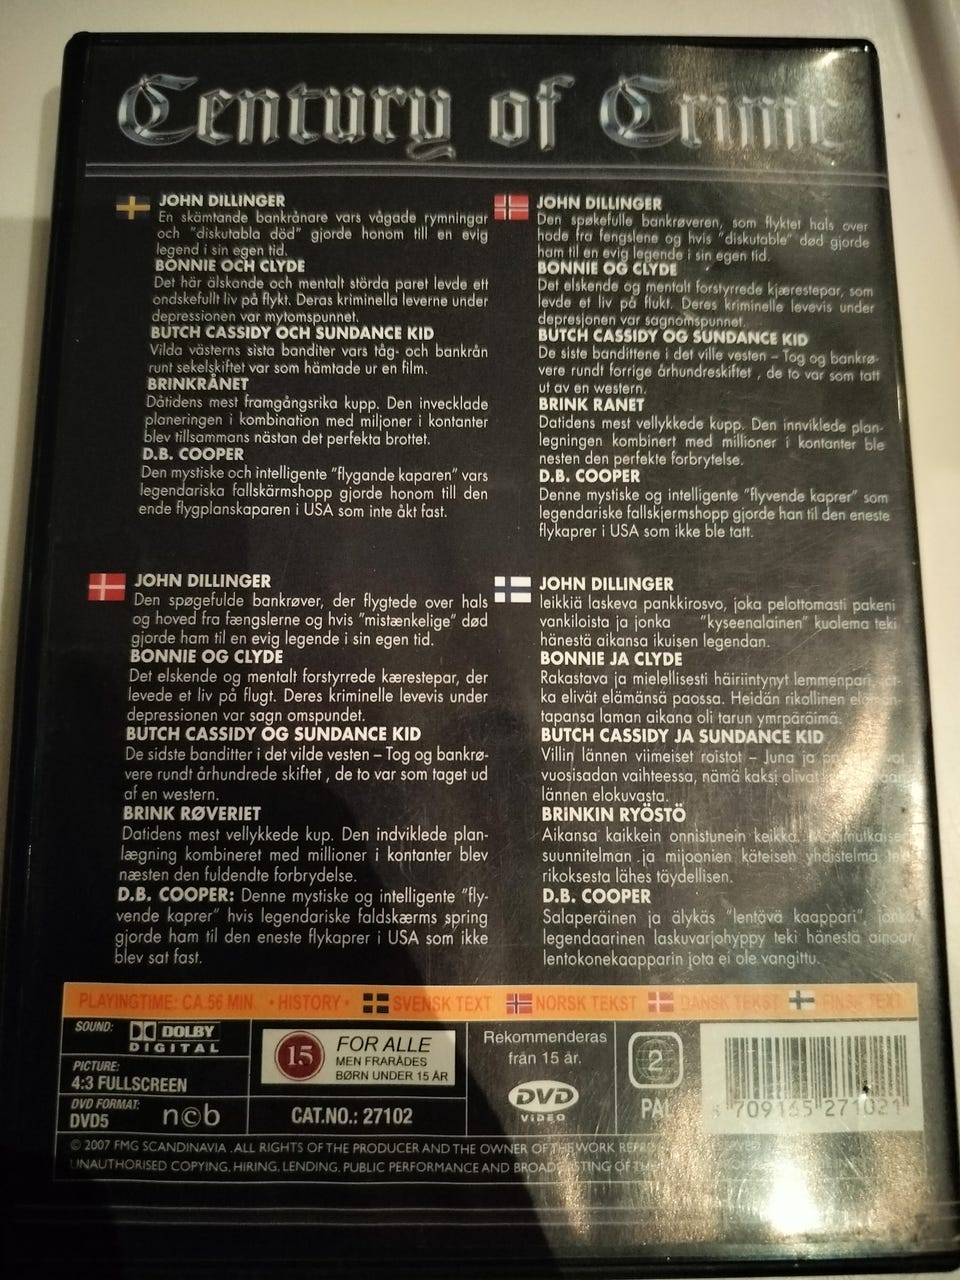 Century of Crime
JOHN DILLINGER
En skämtande bankrånare vars vågade rymningar
och "diskutabla död" gjorde honom till en evig
legend i sin egen tid.
BONNIE OCH CLYDE
Det här älskande och mentalt störda paret levde ett
ondskefullt liv på flykt. Deras kriminella leverne under
depressionen var mytomspunnet.
BUTCH CASSIDY OCH SUNDANCE KID
Vilda västerns sista banditer vars tåg- och bankrån
runt sekelskiftet var som hämtade ur en film.
BRINKRÅNET
Dåtidens mest framgångsrika kupp. Den invecklade
planeringen i kombination med miljoner i kontanter
blev tillsammans nästan det perfekta brottet.
D.B. COOPER
Den mystiske och intelligente "flygande kaparen" vars
legendariska fallskärmshopp gjorde honom till den
ende flygplanskaparen i USA som inte åkt fast.
JOHN DILLINGER
Den spøkefulle bankrøveren, som flyktet hals over
hode fra fengslene og hvis "diskutable" død gjorde
ham til en evig legende i sin egen tid.
BONNIE OG CLYDE
Det elskende og mentalt forstyrrede kjærestepar, som
levde et liv på flukt. Deres kriminelle levevis under
depresjonen var sagnomspunnet.
BUTCH CASSIDY OG SUNDANCE KID
De siste bandittene i det ville vesten – Tog og bankrø-
vere rundt forrige århundreskiftet , de to var som tatt
ut av en western.
BRINK RANET
Datidens mest vellykkede kupp. Den innviklede plan-
legningen kombinert med millioner i kontanter ble
nesten den perfekte forbrytelse.
D.B. COOPER
Denne mystiske og intelligente "flyvende kaprer" som
legendariske fallskjermshopp gjorde han til den eneste
flykaprer i USA som ikke ble tatt.
JOHN DILLINGER
Den spøgefulde bankrøver, der flygtede over hals
og hoved fra fængslerne og hvis "mistænkelige" død
gjorde ham til en evig legende i sin egen tid.
BONNIE OG CLYDE
Det elskende og mentalt forstyrrede kærestepar, der
levede et liv på flugt. Deres kriminelle levevis under
depressionen var sagn omspundet.
BUTCH CASSIDY OG SUNDANCE KID
De sidste banditter i det vilde vesten – Tog og bankrø-
vere rundt århundrede skiftet , de to var som taget ud
af en western.
BRINK RØVERIET
Datidens mest vellykkede kup. Den indviklede plan-
lægning kombineret med millioner i kontanter blev
næsten den fuldendte forbrydelse.
D.B. COOPER: Denne mystiske og intelligente "fly-
vende kaprer" hvis legendariske faldskærms spring
gjorde ham til den eneste flykaprer i USA som ikke
blev sat fast.
JOHN DILLINGER
leikkiä laskeva pankkirosvo, joka pelottomasti pakeni
vankiloista ja jonka "kyseenalainen" kuolema teki
hänestä aikansa ikuisen legendan.
BONNIE JA CLYDE
Rakastava ja mielellisesti häiriintynyt lemmenpari,
ka elivät elämänsä paossa. Heidän rikollinen
tapansa laman aikana oli tarun ymrpäröimä.
BUTCH CASSIDY JA SUNDANCE KID
Villin lännen viimeiset roistot – Juna ja
vuosisadan vaihteessa, nämä kaksi olivat
lännen elokuvasta.
BRINKIN RYÖSTÖ
Aikansa kaikkein onnistunein keikka.
suunnitelman ja mijoonien käteisen yhdistelmä
rikoksesta lähes täydellisen.
D.B. COOPER
Salaperäinen ja älykäs "lentävä kaappari", jonka
legendaarinen laskuvarjohyppy teki hänestä ainoan
lentokonekaapparin jota ei ole vangittu.
PLAYINGTIME: CA.56 MIN. • HISTORY • SVENSK TEXT NORSK TEKST DANSK TEKST FINSK TEXT
SOUND: DOLBY DIGITAL
PICTURE:
4:3 FULLSCREEN
DVD FORMAT:
DVD5
ncb
15
FOR ALLE
MEN FRARÅDES
BØRN UNDER 15 ÅR
CAT.NO.: 27102
Rekommenderas
från 15 år.
DVD
VIDEO
2
PAL
709165 271021
© 2007 FMG SCANDINAVIA . ALL RIGHTS OF THE PRODUCER AND THE OWNER OF THE WORK
UNAUTHORISED COPYING, HIRING, LENDING, PUBLIC PERFORMANCE AND BROADCASTING OF